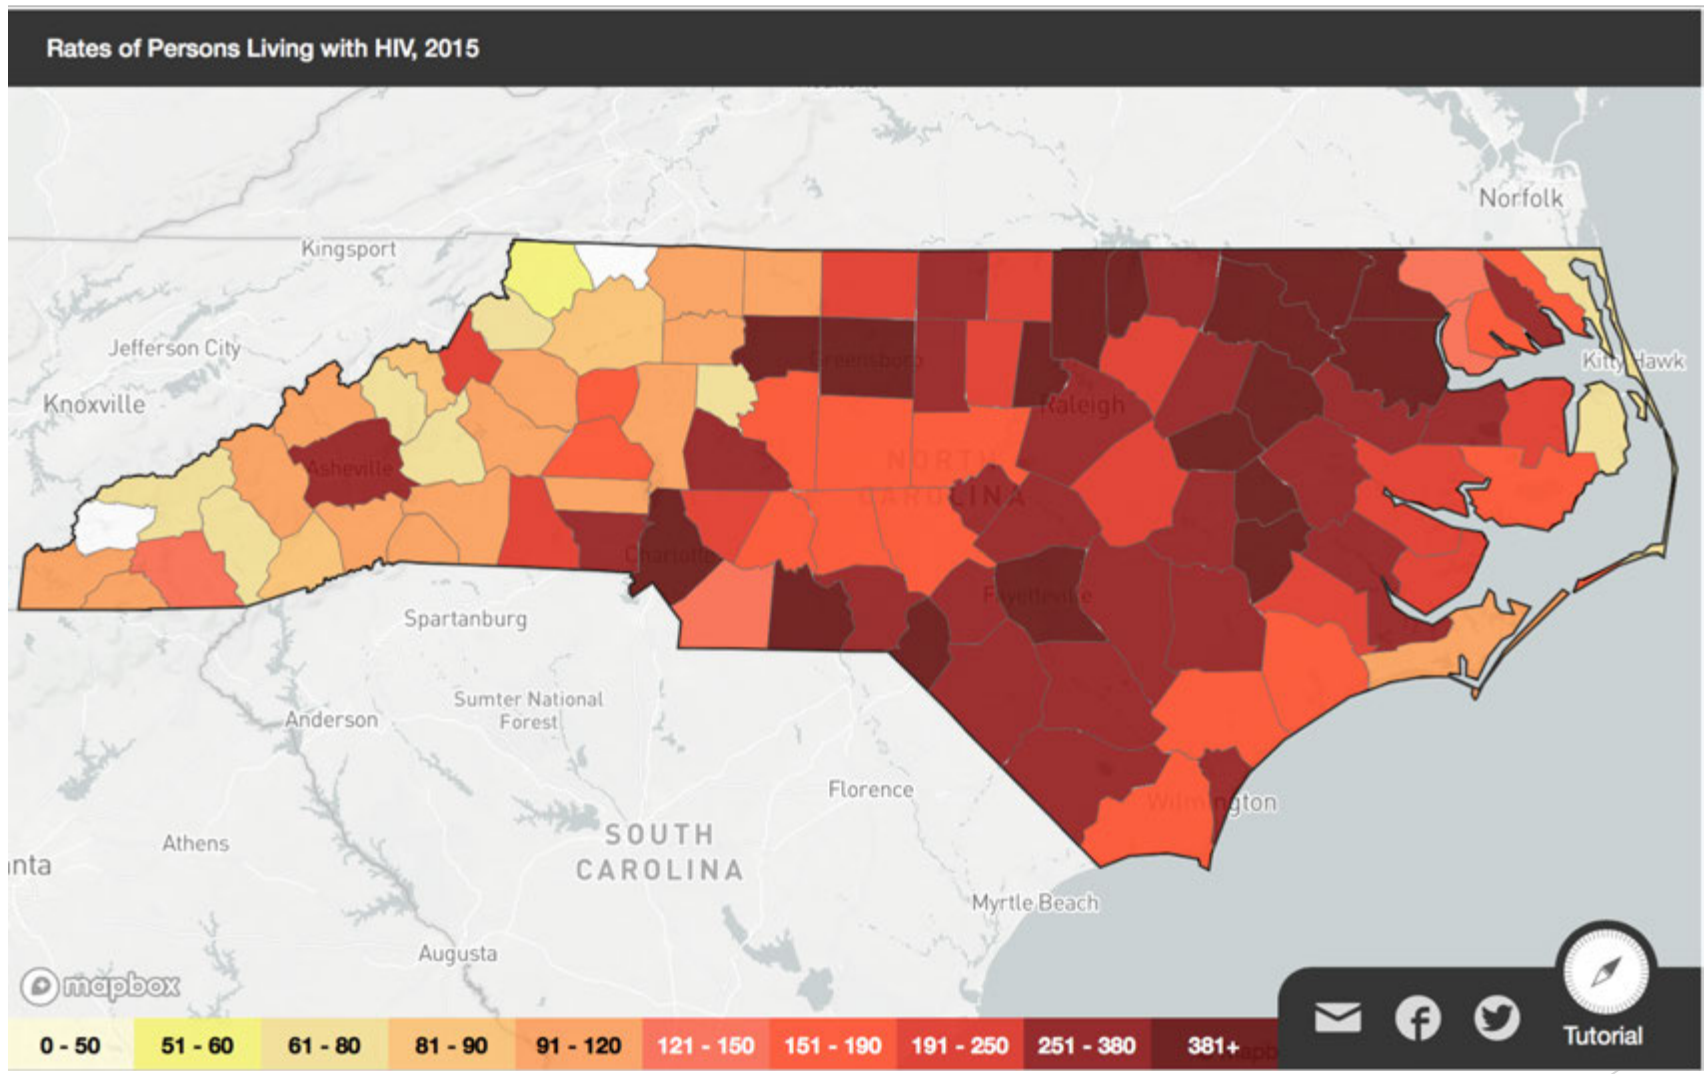 Rates of Persons Living with HIV, 2015
Norfolk
Kingsport
Jefferson City
Greensboro
Kitty Hawk
Knoxville
Raleigh
Asheville
NORTH
CAROLINA
Charlotte
Fayetteville
Spartanburg
Sumter National
Forest
Anderson
Florence
Wilmington
SOUTH
CAROLINA
Athens
nta
Myrtle Beach
Augusta
mapbox
Tutorial
0 - 50
51 - 60
61 - 80
81 - 90
91 - 120
121 - 150
151 - 190
191 - 250
251 - 380
381+